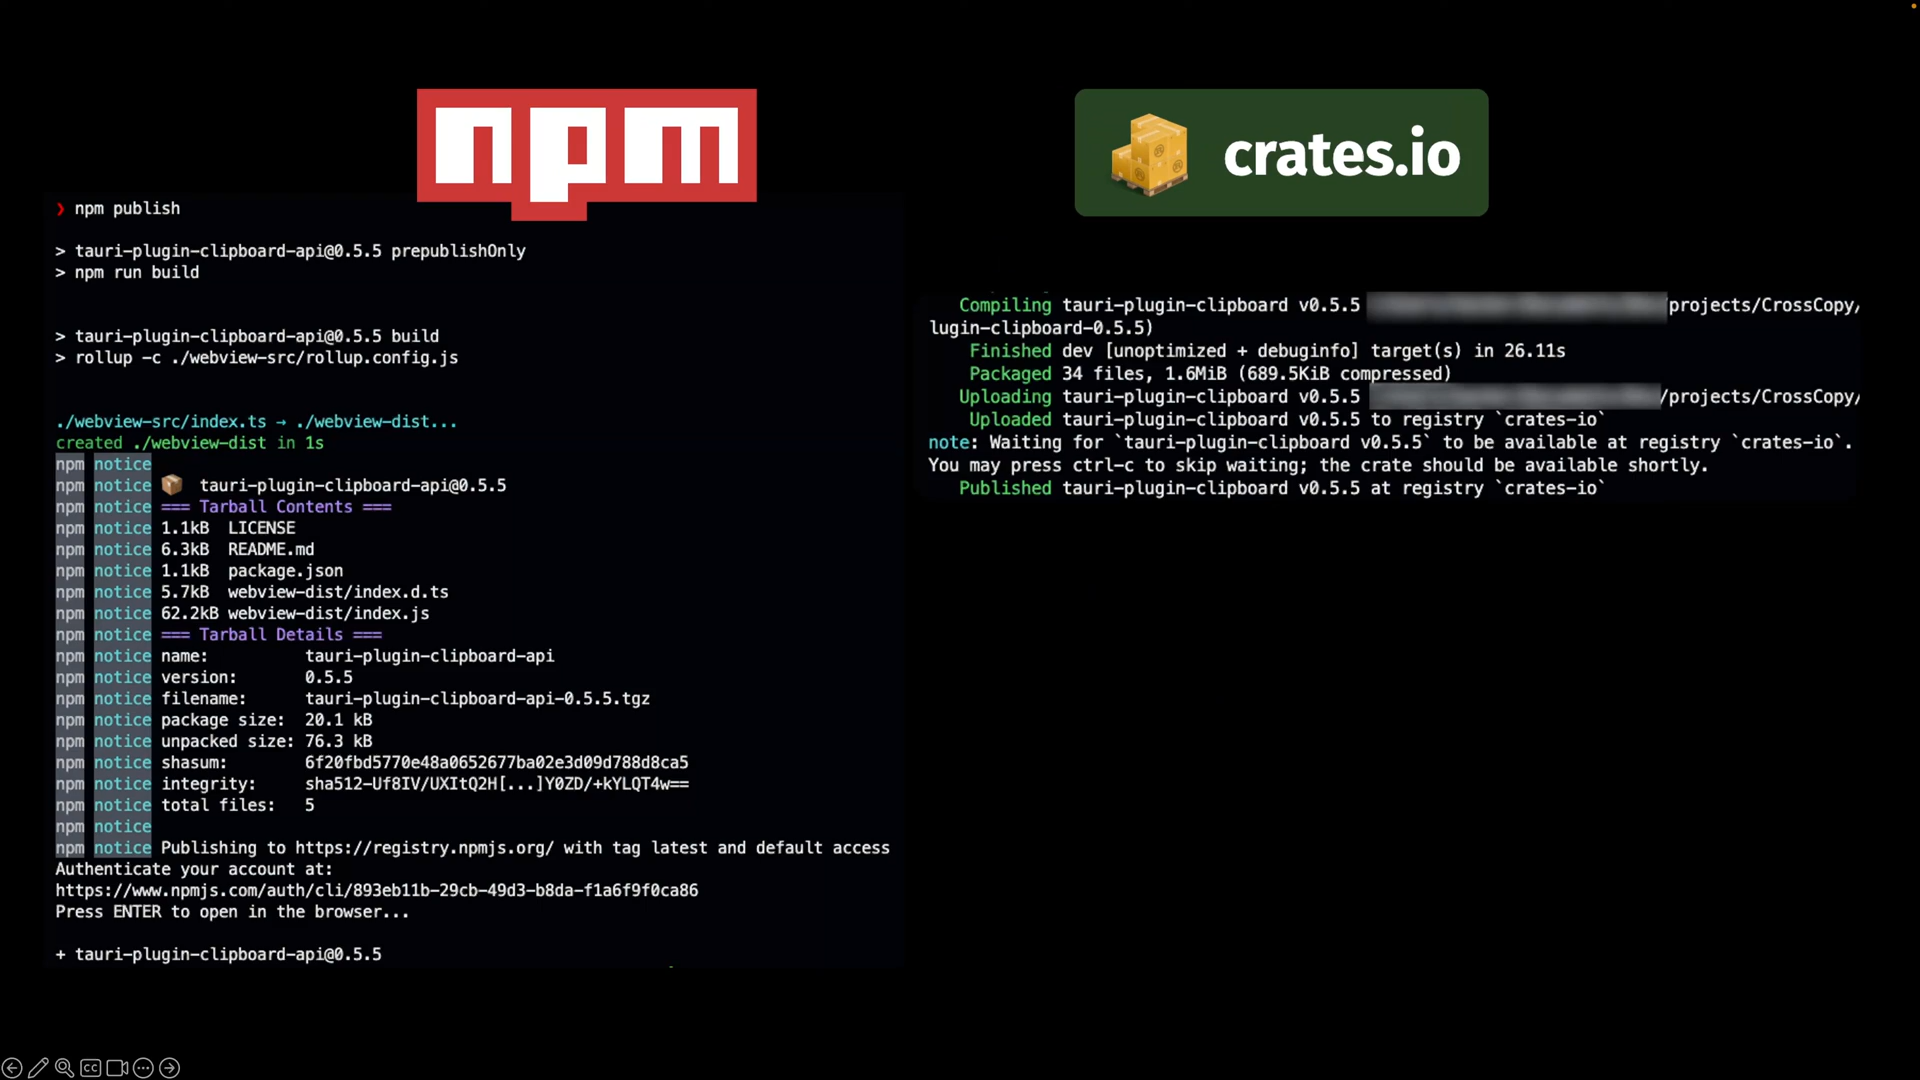 npm
❯ npm publish
> tauri-plugin-clipboard-api@0.5.5 prepublishOnly
> npm run build
> tauri-plugin-clipboard-api@0.5.5 build
> rollup -c ./webview-src/rollup.config.js
./webview-src/index.ts → ./webview-dist...
created ./webview-dist in 1s
npm notice
npm notice 📦  tauri-plugin-clipboard-api@0.5.5
npm notice === Tarball Contents ===
npm notice 1.1kB  LICENSE
npm notice 6.3kB  README.md
npm notice 1.1kB  package.json
npm notice 5.7kB  webview-dist/index.d.ts
npm notice 62.2kB webview-dist/index.js
npm notice === Tarball Details ===
npm notice name:          tauri-plugin-clipboard-api
npm notice version:       0.5.5
npm notice filename:      tauri-plugin-clipboard-api-0.5.5.tgz
npm notice package size:  20.1 kB
npm notice unpacked size: 76.3 kB
npm notice shasum:        6f20fbd5770e48a0652677ba02e3d09d788d8ca5
npm notice integrity:     sha512-Uf8IV/UXItQ2H[...]Y0ZD/+kYLQT4w==
npm notice total files:   5
npm notice
npm notice Publishing to https://registry.npmjs.org/ with tag latest and default access
Authenticate your account at:
https://www.npmjs.com/auth/cli/893eb11b-29cb-49d3-b8da-f1a6f9f0ca86
Press ENTER to open in the browser...
+ tauri-plugin-clipboard-api@0.5.5
crates.io
Compiling tauri-plugin-clipboard v0.5.5 projects/CrossCopy/
lugin-clipboard-0.5.5)
Finished dev [unoptimized + debuginfo] target(s) in 26.11s
Packaged 34 files, 1.6MiB (689.5KiB compressed)
Uploading tauri-plugin-clipboard v0.5.5 /projects/CrossCopy/
Uploaded tauri-plugin-clipboard v0.5.5 to registry `crates-io`
note: Waiting for `tauri-plugin-clipboard v0.5.5` to be available at registry `crates-io`.
You may press ctrl-c to skip waiting; the crate should be available shortly.
Published tauri-plugin-clipboard v0.5.5 at registry `crates-io`
CC